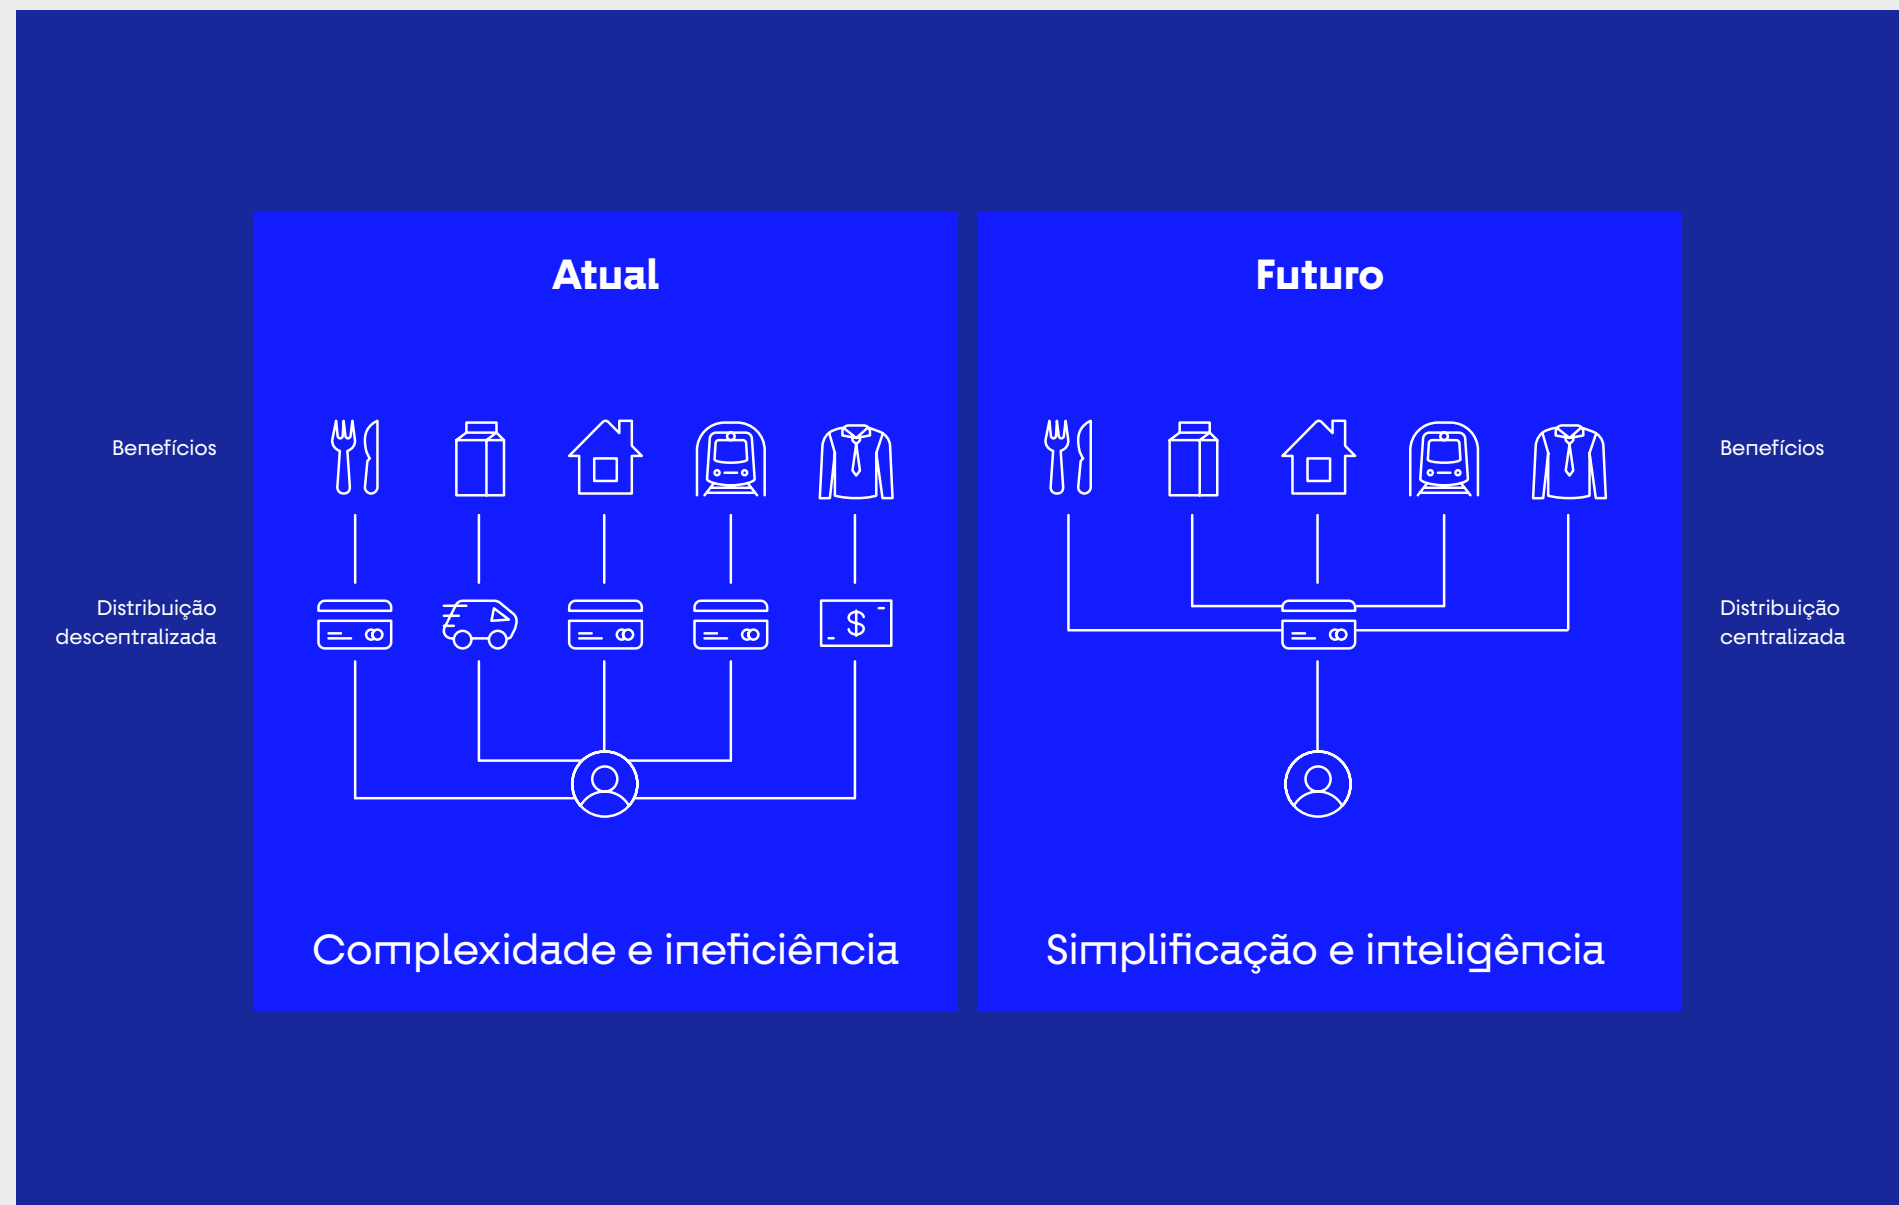 Atual
Futuro
Benefícios
Benefícios
Distribuição
descentralizada
$
Distribuição
centralizada
Complexidade e ineficiência
Simplificação e inteligência